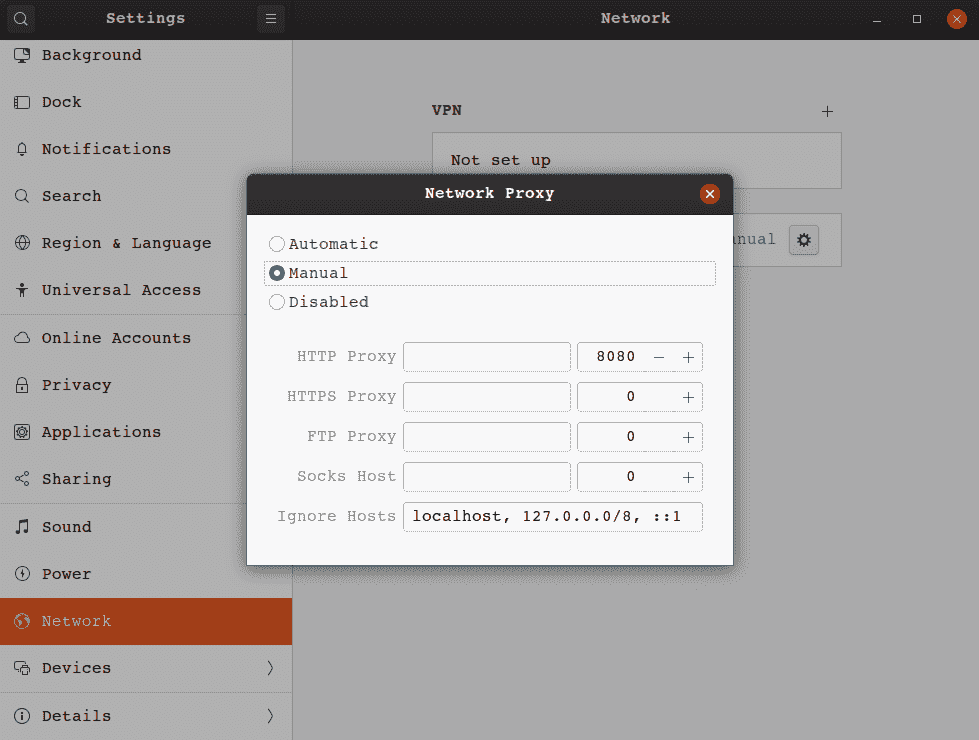 Settings
Network
Background
Dock
Notifications
Search
Region & Language
Universal Access
Online Accounts
Privacy
Applications
Sharing
Sound
Power
Network
Devices
Details
VPN
Not set up
Network Proxy
Automatic
Manual
Disabled
HTTP Proxy 8080
HTTPS Proxy 0
FTP Proxy 0
Socks Host 0
Ignore Hosts localhost, 127.0.0.0/8, ::1